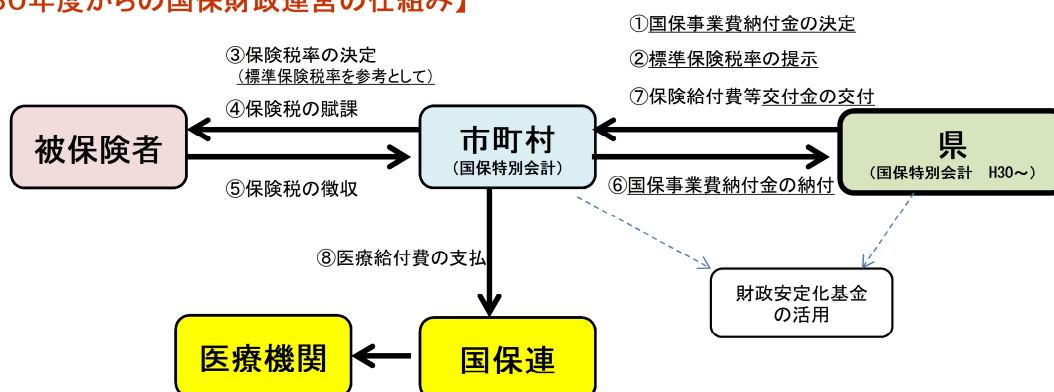 30年度からの国保財政運営の仕組み】
①国保事業費納付金の決定
③保険税率の決定
(標準保険税率を参考として)
②標準保険税率の提示
④保険税の賦課
⑦保険給付費等交付金の交付
被保険者
市町村
(国保特別会計)
県
(国保特別会計 H30~)
⑤保険税の徴収
⑥国保事業費納付金の納付
⑧医療給付費の支払
財政安定化基金
の活用
医療機関
国保連